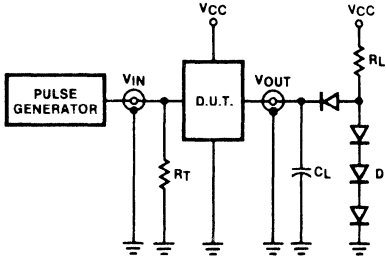 VCC
VCC
RL
VIN
VOUT
PULSE
GENERATOR
D.U.T.
RT
CL
D